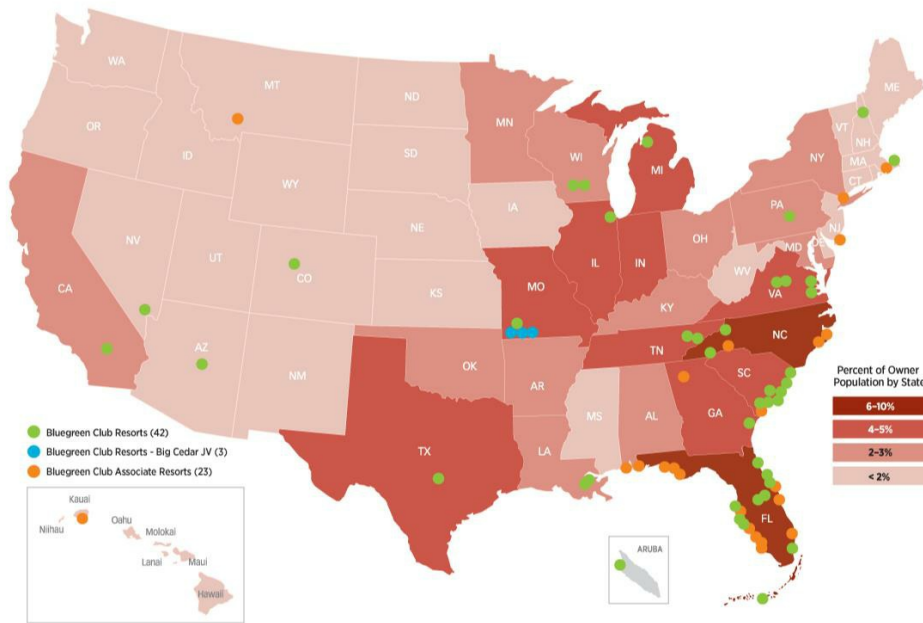 WA
MT
ND
MN
ME
OR
ID
SD
WI
MI
VT
NH
NY
MA
CT
WY
IA
PA
NE
NJ
NV
UT
CO
IL
IN
OH
MD
DE
WV
CA
KS
MO
KY
VA
AZ
NM
OK
AR
TN
NC
SC
MS
AL
GA
TX
LA
FL
Percent of Owner
Population by State
6–10%
4–5%
2–3%
< 2%
Bluegreen Club Resorts (42)
Bluegreen Club Resorts - Big Cedar JV (3)
Bluegreen Club Associate Resorts (23)
Kauai
Niihau
Oahu
Molokai
Lanai
Maui
Hawaii
ARUBA